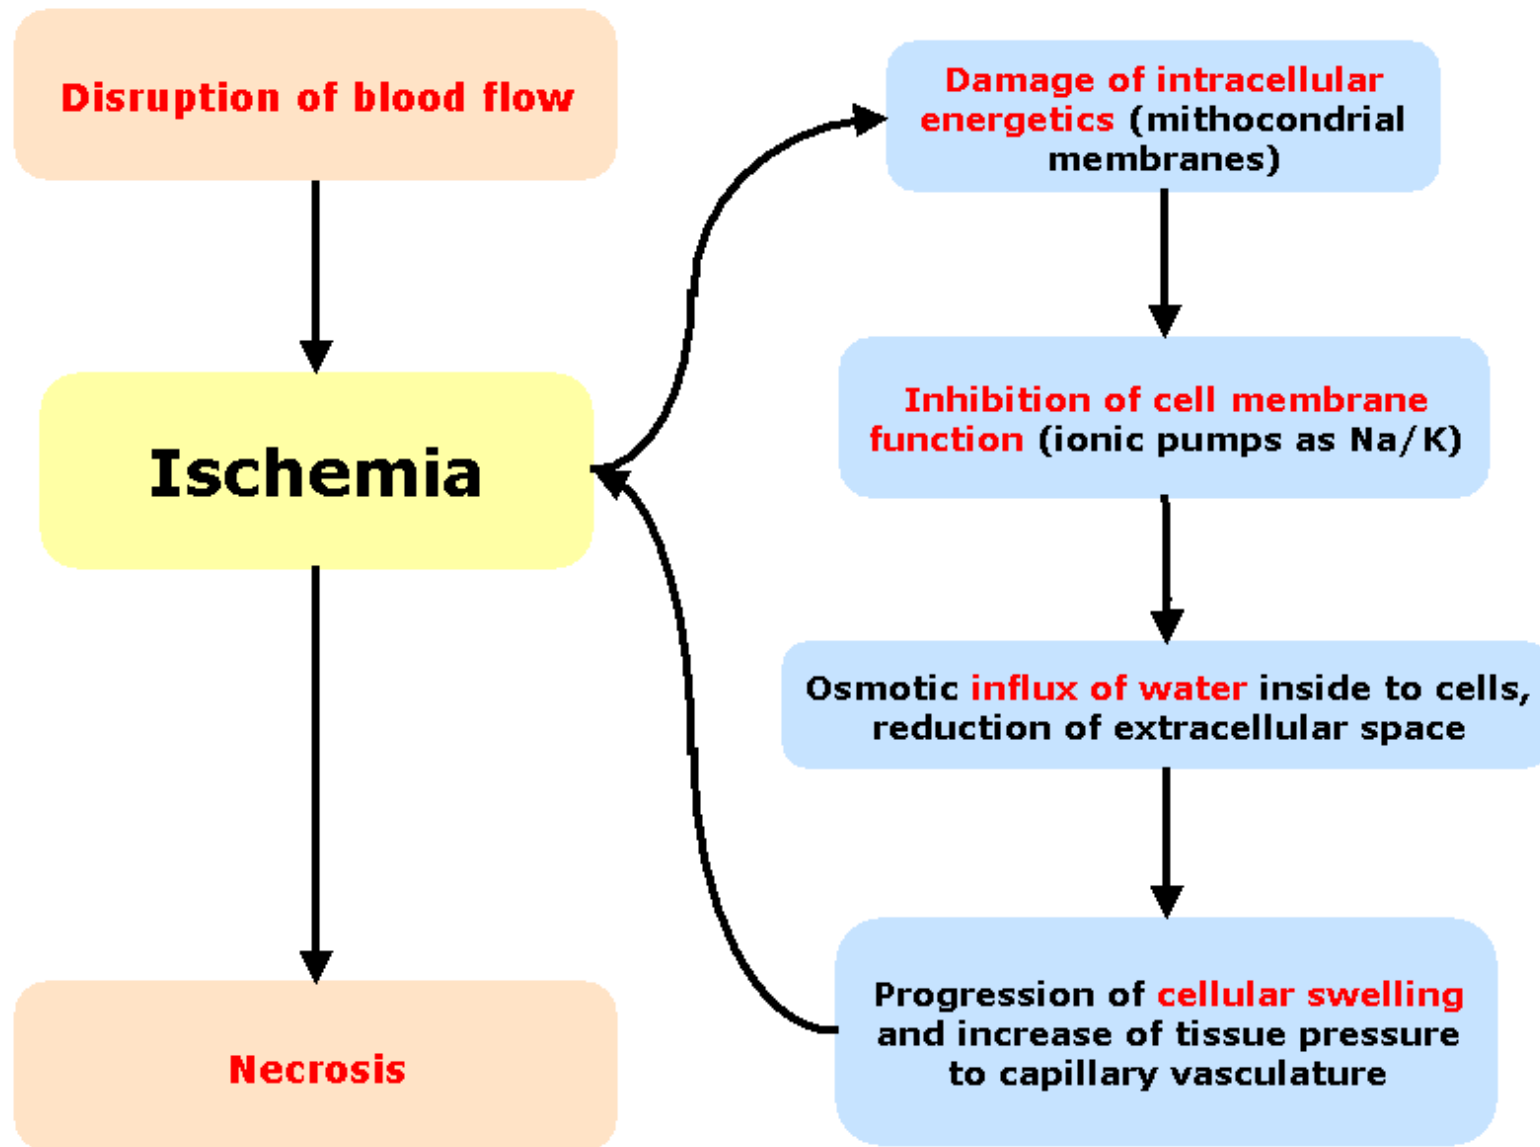 Disruption of blood flow
Ischemia
Necrosis
Damage of intracellular
energetics (mithocondrial
membranes)
Inhibition of cell membrane
function (ionic pumps as Na/K)
Osmotic influx of water inside to cells,
reduction of extracellular space
Progression of cellular swelling
and increase of tissue pressure
to capillary vasculature